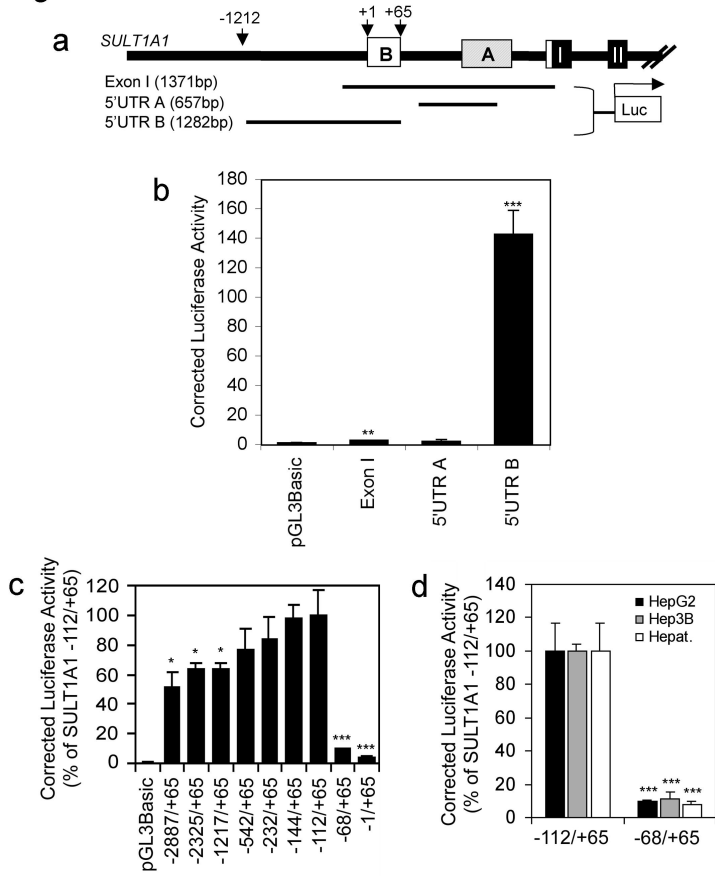 a
-1212
+1 +65
SULT1A1
B
A
I
II
Exon I (1371bp)
5'UTR A (657bp)
5'UTR B (1282bp)
Luc
b
Corrected Luciferase Activity
180
160
140
120
100
80
60
40
20
0
**
***
pGL3Basic
Exon I
5'UTR A
5'UTR B
c
Corrected Luciferase Activity
(% of SULT1A1 -112/+65)
120
100
80
60
40
20
0
*
*
*
***
***
pGL3Basic
-2887/+65
-2325/+65
-1217/+65
-542/+65
-232/+65
-144/+65
-112/+65
-68/+65
-1/+65
d
Corrected Luciferase Activity
(% of SULT1A1 -112/+65)
140
120
100
80
60
40
20
0
HepG2
Hep3B
Hepat.
***
***
***
-112/+65
-68/+65